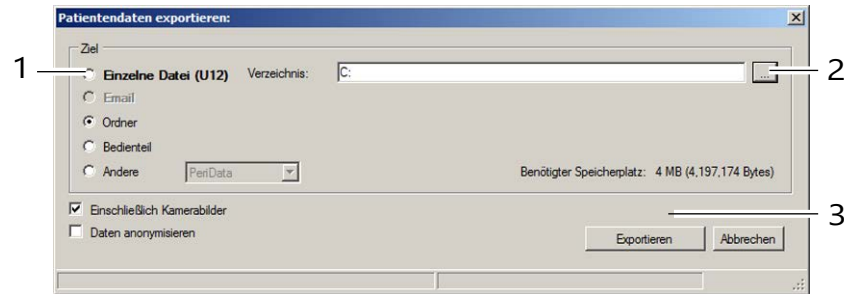 Patientendaten exportieren:
Ziel
1 Einzelne Datei (U12) Verzeichnis: C: ... 2
Email
Ordner
Bedienteil
Andere PeriData Benötigter Speicherplatz: 4 MB (4,197,174 Bytes)
Einschließlich Kamerabilder 3
Daten anonymisieren Exportieren Abbrechen